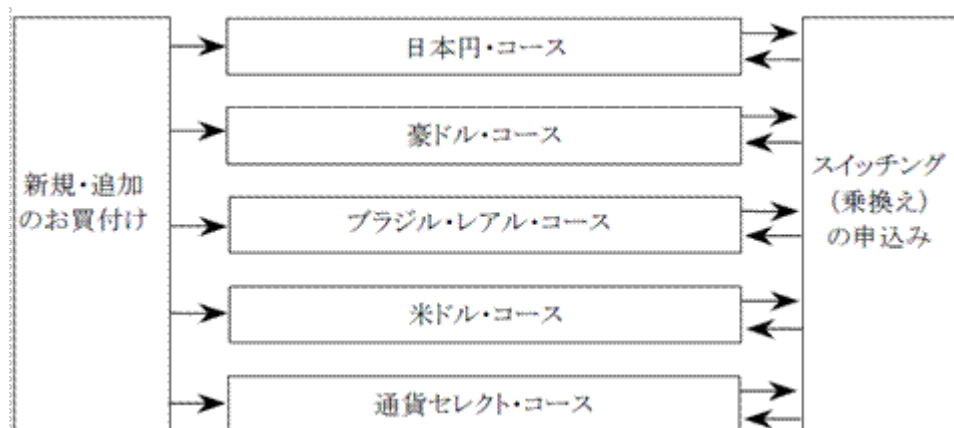 新規・追加
のお買付け
日本円・コース
豪ドル・コース
ブラジル・レアル・コース
米ドル・コース
通貨セレクト・コース
スイッチング
(乗換え)
の申込み